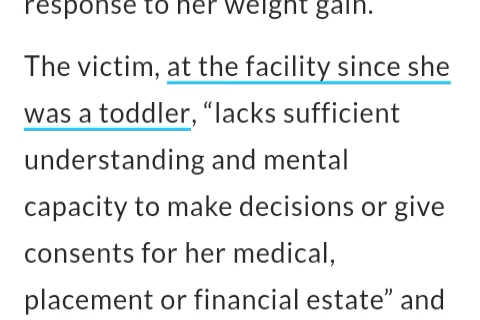 response to her weight gain.
The victim, at the facility since she
was a toddler, “lacks sufficient
understanding and mental
capacity to make decisions or give
consents for her medical,
placement or financial estate” and